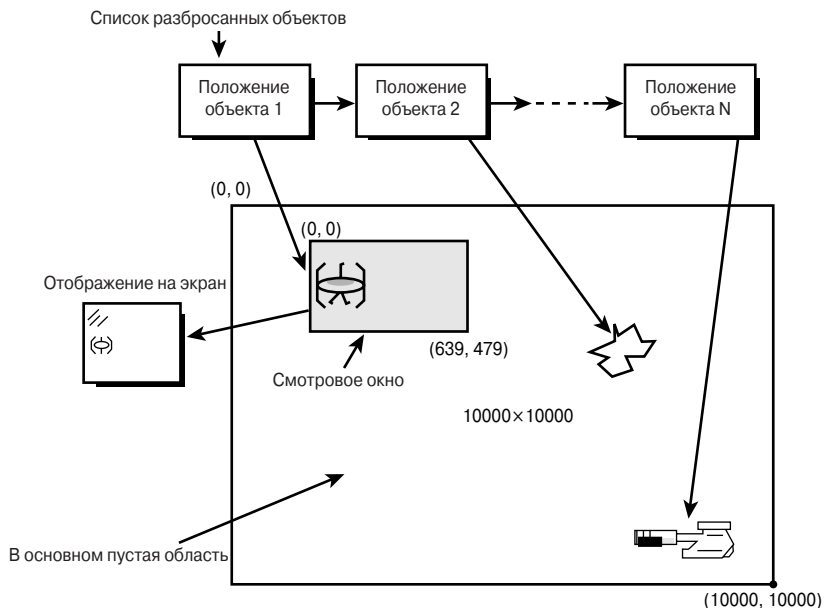 Список разбросанных объектов
Положение
объекта 1
Положение
объекта 2
Положение
объекта N
(0, 0)
(0, 0)
Отображение на экран
(639, 479)
Смотровое окно
10000×10000
В основном пустая область
(10000, 10000)